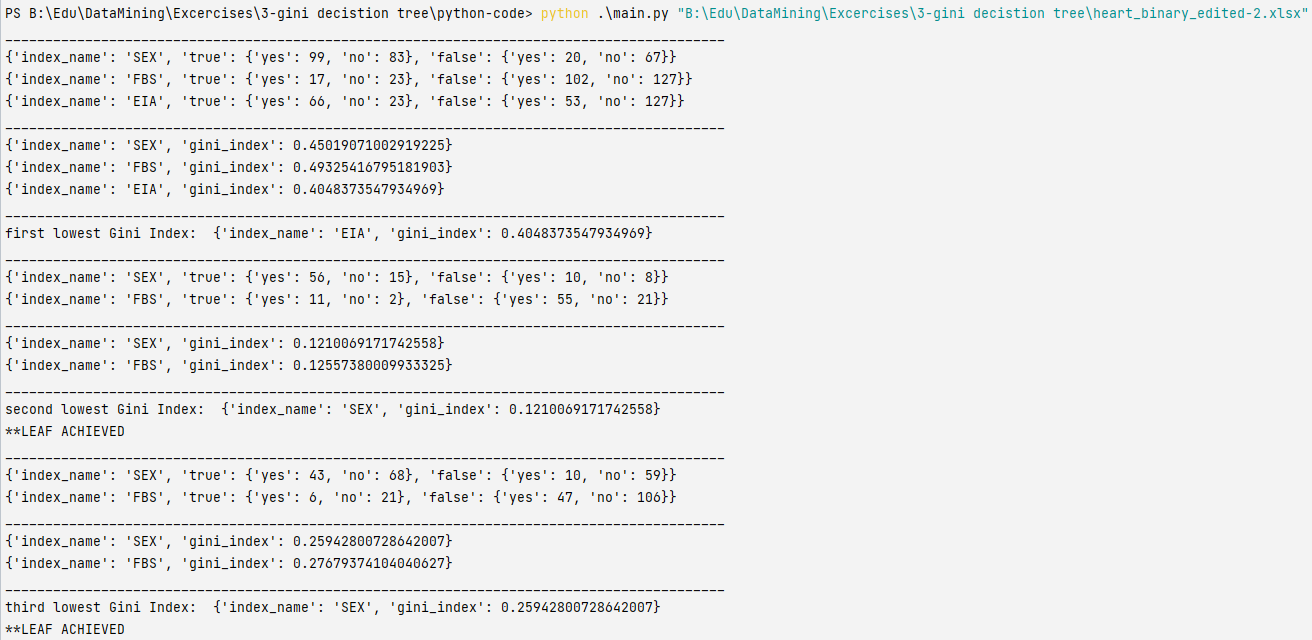 PS B:\Edu\DataMining\Excercises\3-gini decistion tree\python-code> python .\main.py "B:\Edu\DataMining\Excercises\3-gini decistion tree\heart_binary_edited-2.xlsx"
__________________________________________________________________________________________
{'index_name': 'SEX', 'true': {'yes': 99, 'no': 83}, 'false': {'yes': 20, 'no': 67}}
{'index_name': 'FBS', 'true': {'yes': 17, 'no': 23}, 'false': {'yes': 102, 'no': 127}}
{'index_name': 'EIA', 'true': {'yes': 66, 'no': 23}, 'false': {'yes': 53, 'no': 127}}
__________________________________________________________________________________________
{'index_name': 'SEX', 'gini_index': 0.45019071002919225}
{'index_name': 'FBS', 'gini_index': 0.49325416795181903}
{'index_name': 'EIA', 'gini_index': 0.4048373547934969}
__________________________________________________________________________________________
first lowest Gini Index:  {'index_name': 'EIA', 'gini_index': 0.4048373547934969}
__________________________________________________________________________________________
{'index_name': 'SEX', 'true': {'yes': 56, 'no': 15}, 'false': {'yes': 10, 'no': 8}}
{'index_name': 'FBS', 'true': {'yes': 11, 'no': 2}, 'false': {'yes': 55, 'no': 21}}
__________________________________________________________________________________________
{'index_name': 'SEX', 'gini_index': 0.1210069171742558}
{'index_name': 'FBS', 'gini_index': 0.12557380009933325}
__________________________________________________________________________________________
second lowest Gini Index:  {'index_name': 'SEX', 'gini_index': 0.1210069171742558}
**LEAF ACHIEVED
__________________________________________________________________________________________
{'index_name': 'SEX', 'true': {'yes': 43, 'no': 68}, 'false': {'yes': 10, 'no': 59}}
{'index_name': 'FBS', 'true': {'yes': 6, 'no': 21}, 'false': {'yes': 47, 'no': 106}}
__________________________________________________________________________________________
{'index_name': 'SEX', 'gini_index': 0.25942800728642007}
{'index_name': 'FBS', 'gini_index': 0.27679374104040627}
__________________________________________________________________________________________
third lowest Gini Index:  {'index_name': 'SEX', 'gini_index': 0.25942800728642007}
**LEAF ACHIEVED